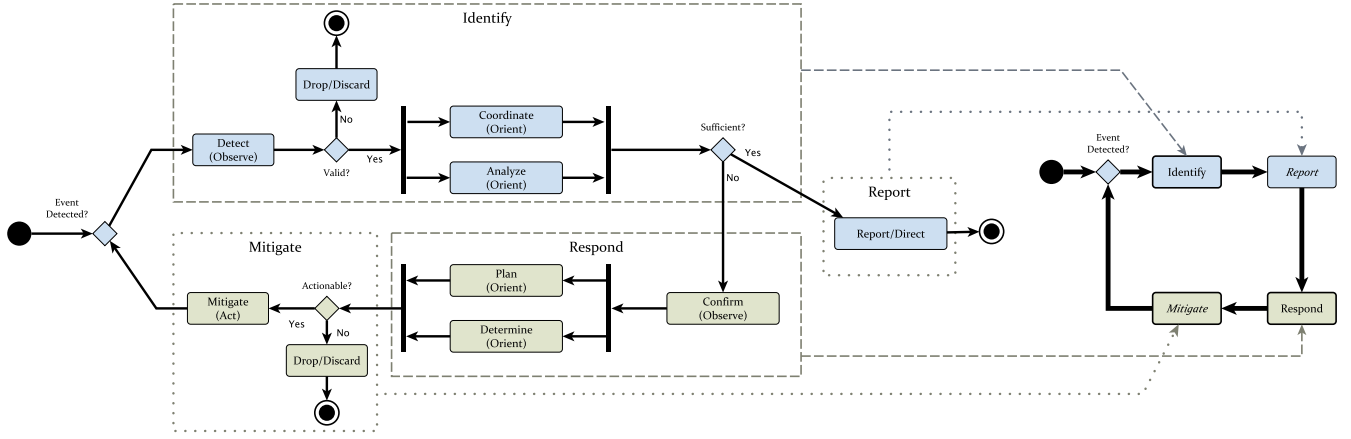 Identify
Drop/Discard
No
Detect
(Observe)
Valid?
Yes
Coordinate
(Orient)
Analyze
(Orient)
Sufficient?
Yes
No
Event
Detected?
Report
Report/Direct
Mitigate
Mitigate
(Act)
Actionable?
Yes
No
Drop/Discard
Respond
Plan
(Orient)
Determine
(Orient)
Confirm
(Observe)
Event
Detected?
Identify
Report
Mitigate
Respond